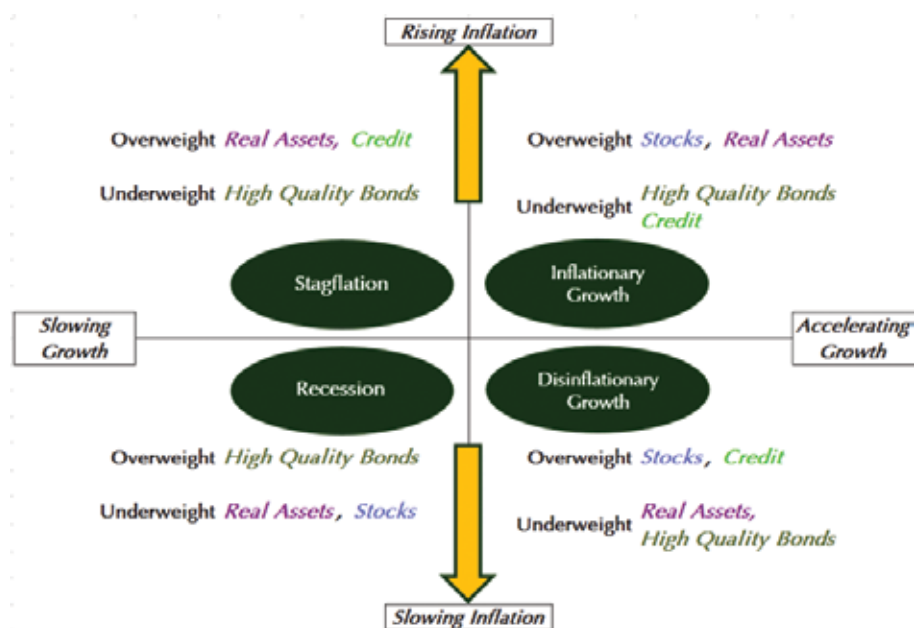 Rising Inflation
Overweight Real Assets, Credit
Underweight High Quality Bonds
Overweight Stocks, Real Assets
Underweight High Quality Bonds
Credit
Stagflation
Inflationary
Growth
Slowing
Growth
Accelerating
Growth
Recession
Disinflationary
Growth
Overweight High Quality Bonds
Underweight Real Assets, Stocks
Overweight Stocks, Credit
Underweight Real Assets,
High Quality Bonds
Slowing Inflation